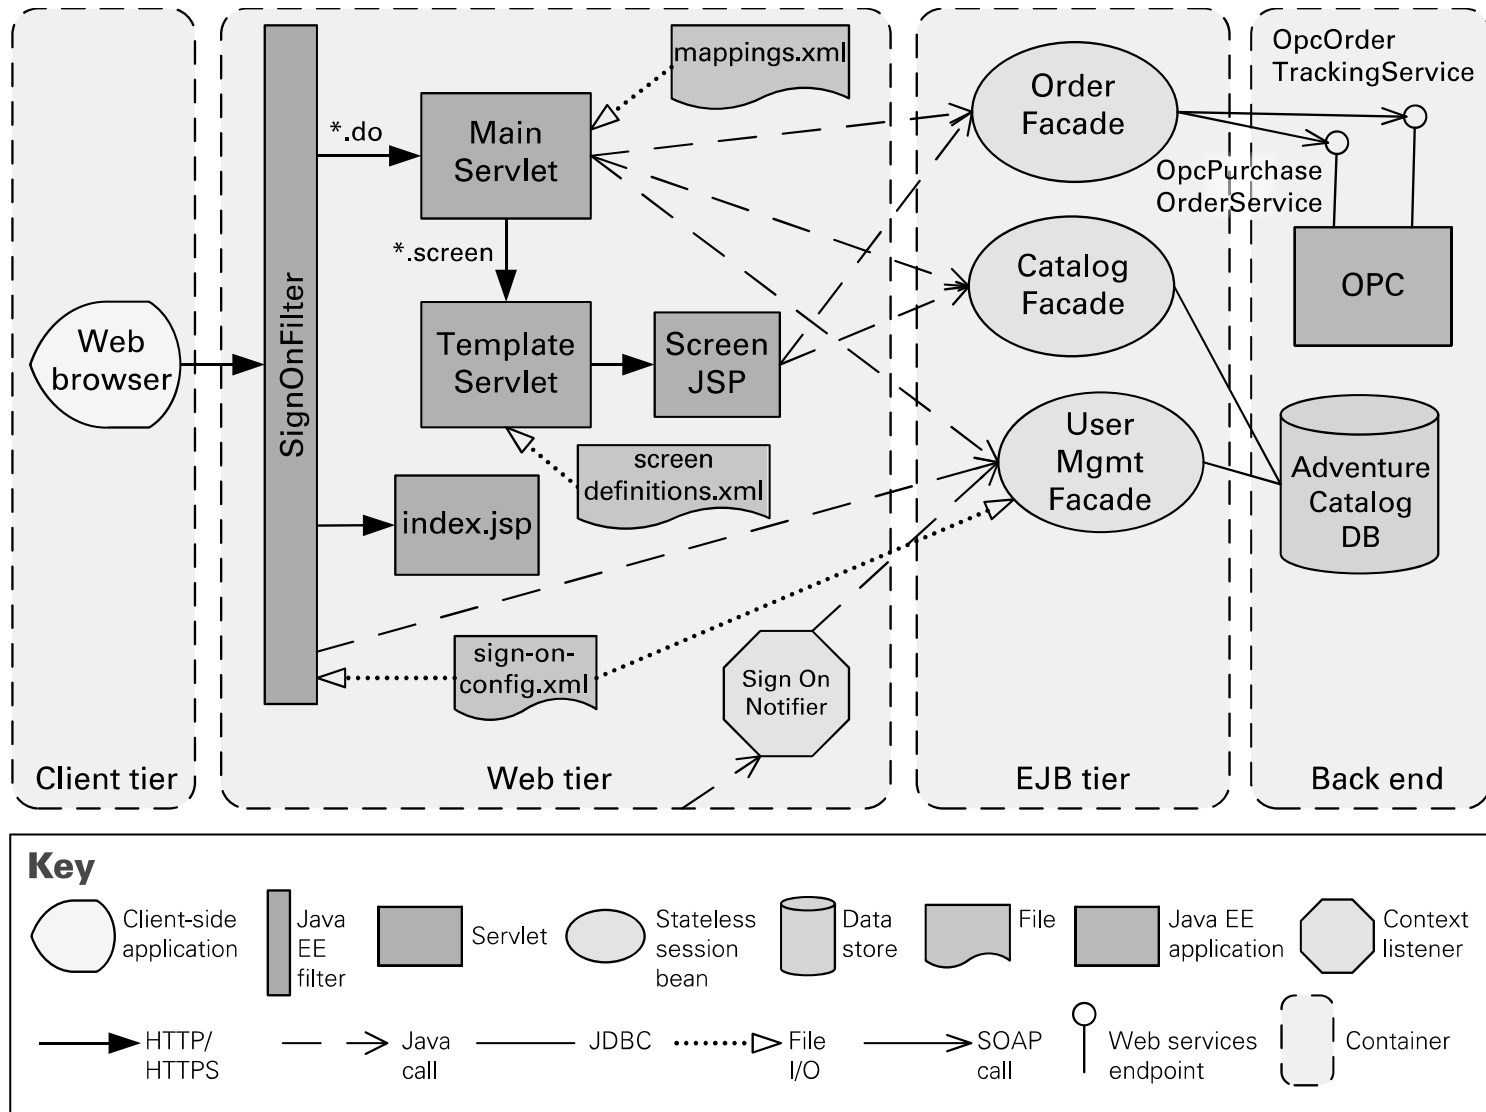 mappings.xml
OpcOrder
TrackingService
Order
Facade
*.do
Main
Servlet
OpcPurchase
OrderService
*.screen
Catalog
Facade
OPC
SignOnFilter
Web
browser
Template
Servlet
Screen
JSP
User
Mgmt
Facade
screen
definitions.xml
Adventure
Catalog
DB
index.jsp
sign-on-
config.xml
Sign On
Notifier
Client tier
Web tier
EJB tier
Back end
Key
Client-side
application
Java
EE
filter
Servlet
Stateless
session
bean
Data
store
File
Java EE
application
Context
listener
HTTP/
HTTPS
Java
call
JDBC
File
I/O
SOAP
call
Web services
endpoint
Container